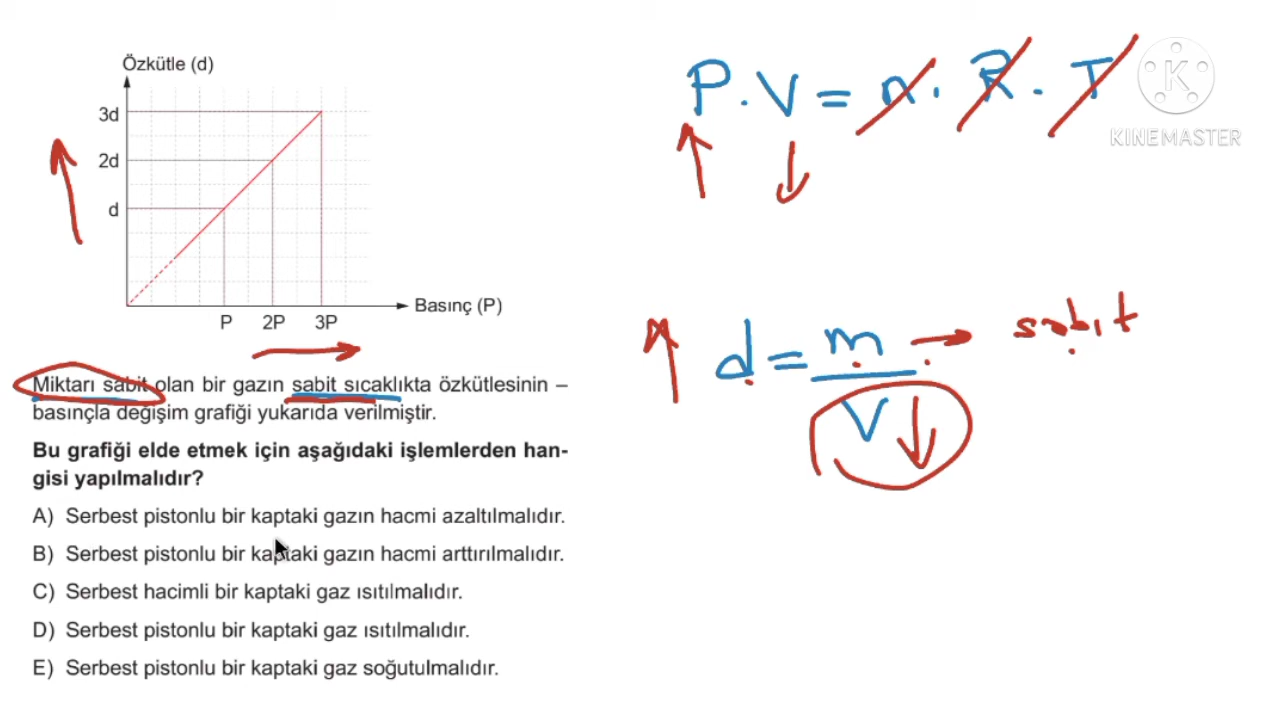 Özkütle (d)
3d
2d
d
P 2P 3P
Basınç (P)
Miktarı sabit olan bir gazın sabit sıcaklıkta özkütlesinin –
basınçla değişim grafiği yukarıda verilmiştir.
Bu grafiği elde etmek için aşağıdaki işlemlerden han-
gisi yapılmalıdır?
A) Serbest pistonlu bir kaptaki gazın hacmi azaltılmalıdır.
B) Serbest pistonlu bir kaptaki gazın hacmi arttırılmalıdır.
C) Serbest hacimli bir kaptaki gaz ısıtılmalıdır.
D) Serbest pistonlu bir kaptaki gaz ısıtılmalıdır.
E) Serbest pistonlu bir kaptaki gaz soğutulmalıdır.
P . V = n . R . T
K
KINEMASTER
d = m → sabit
V